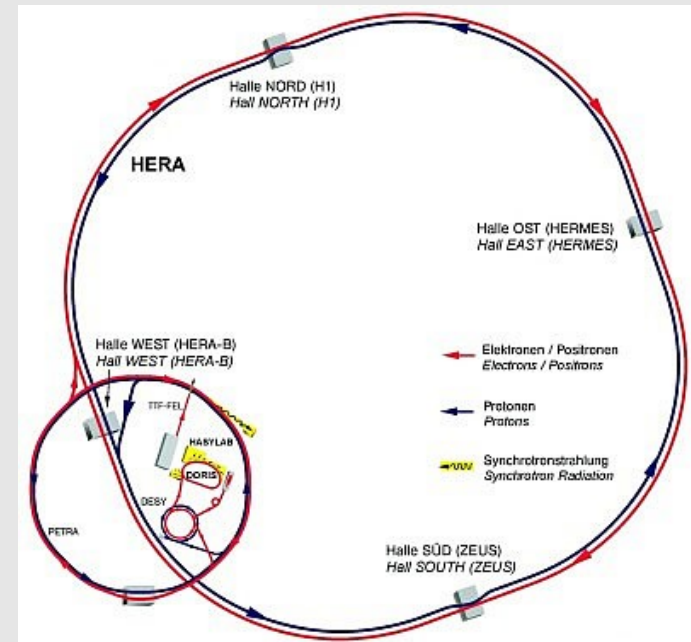 Halle NORD (H1)
Hall NORTH (H1)
HERA
Halle OST (HERMES)
Hall EAST (HERMES)
Halle WEST (HERA-B)
Hall WEST (HERA-B)
Elektronen / Positronen
Electrons / Positrons
Protonen
Protons
Synchrotronstrahlung
Synchrotron Radiation
TTF-FEL
HASYLAB
DORIS
DESY
PETRA
Halle SÜD (ZEUS)
Hall SOUTH (ZEUS)